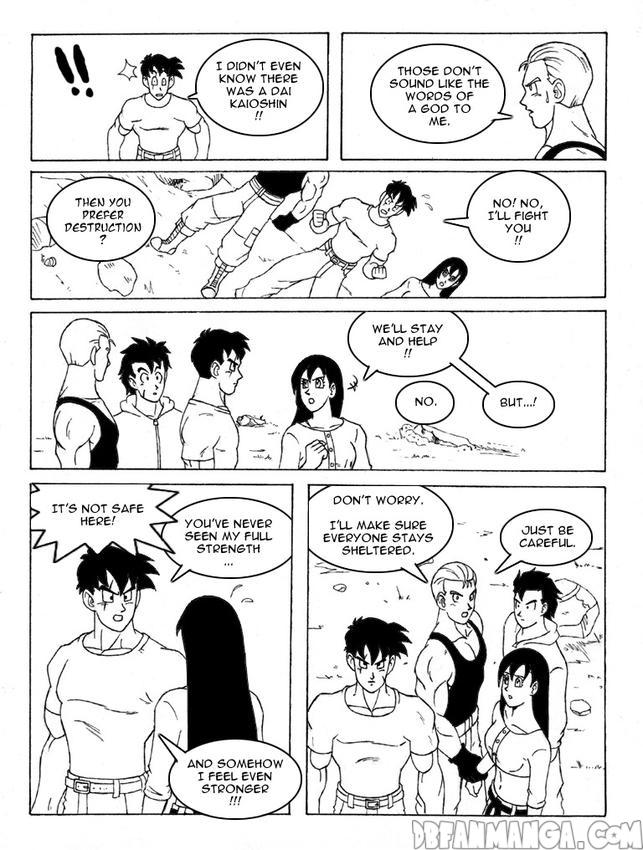 !!
I DIDN'T EVEN
KNOW THERE
WAS A DAI
KAIOSHIN
!!
THOSE DON'T
SOUND LIKE THE
WORDS OF
A GOD TO
ME.
THEN YOU
PREFER
DESTRUCTION
?
NO! NO,
I'LL FIGHT
YOU
!!
WE'LL STAY
AND HELP
!!
NO.
BUT...!
IT'S NOT SAFE
HERE!
YOU'VE NEVER
SEEN MY FULL
STRENGTH
...
AND SOMEHOW
I FEEL EVEN
STRONGER
!!!
DON'T WORRY.
I'LL MAKE SURE
EVERYONE STAYS
SHELTERED.
JUST BE
CAREFUL.
DBFANMANGA.COM